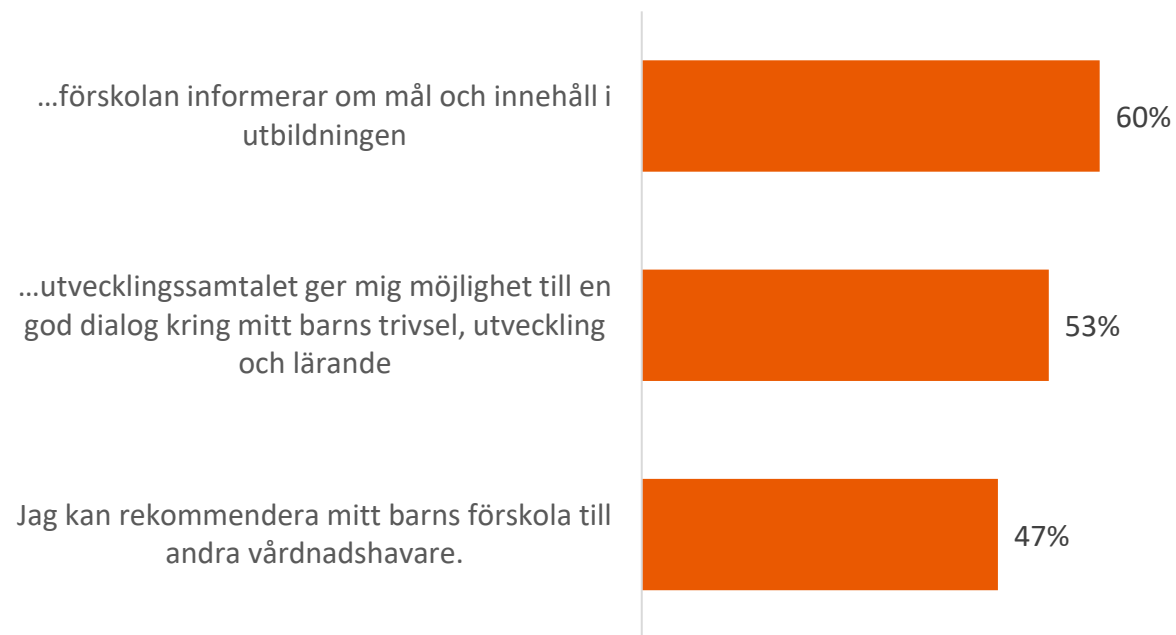 ...förskolan informerar om mål och innehåll i
utbildningen
60%
...utvecklingssamtalet ger mig möjlighet till en
god dialog kring mitt barns trivsel, utveckling
och lärande
53%
Jag kan rekommendera mitt barns förskola till
andra vårdnadshavare.
47%